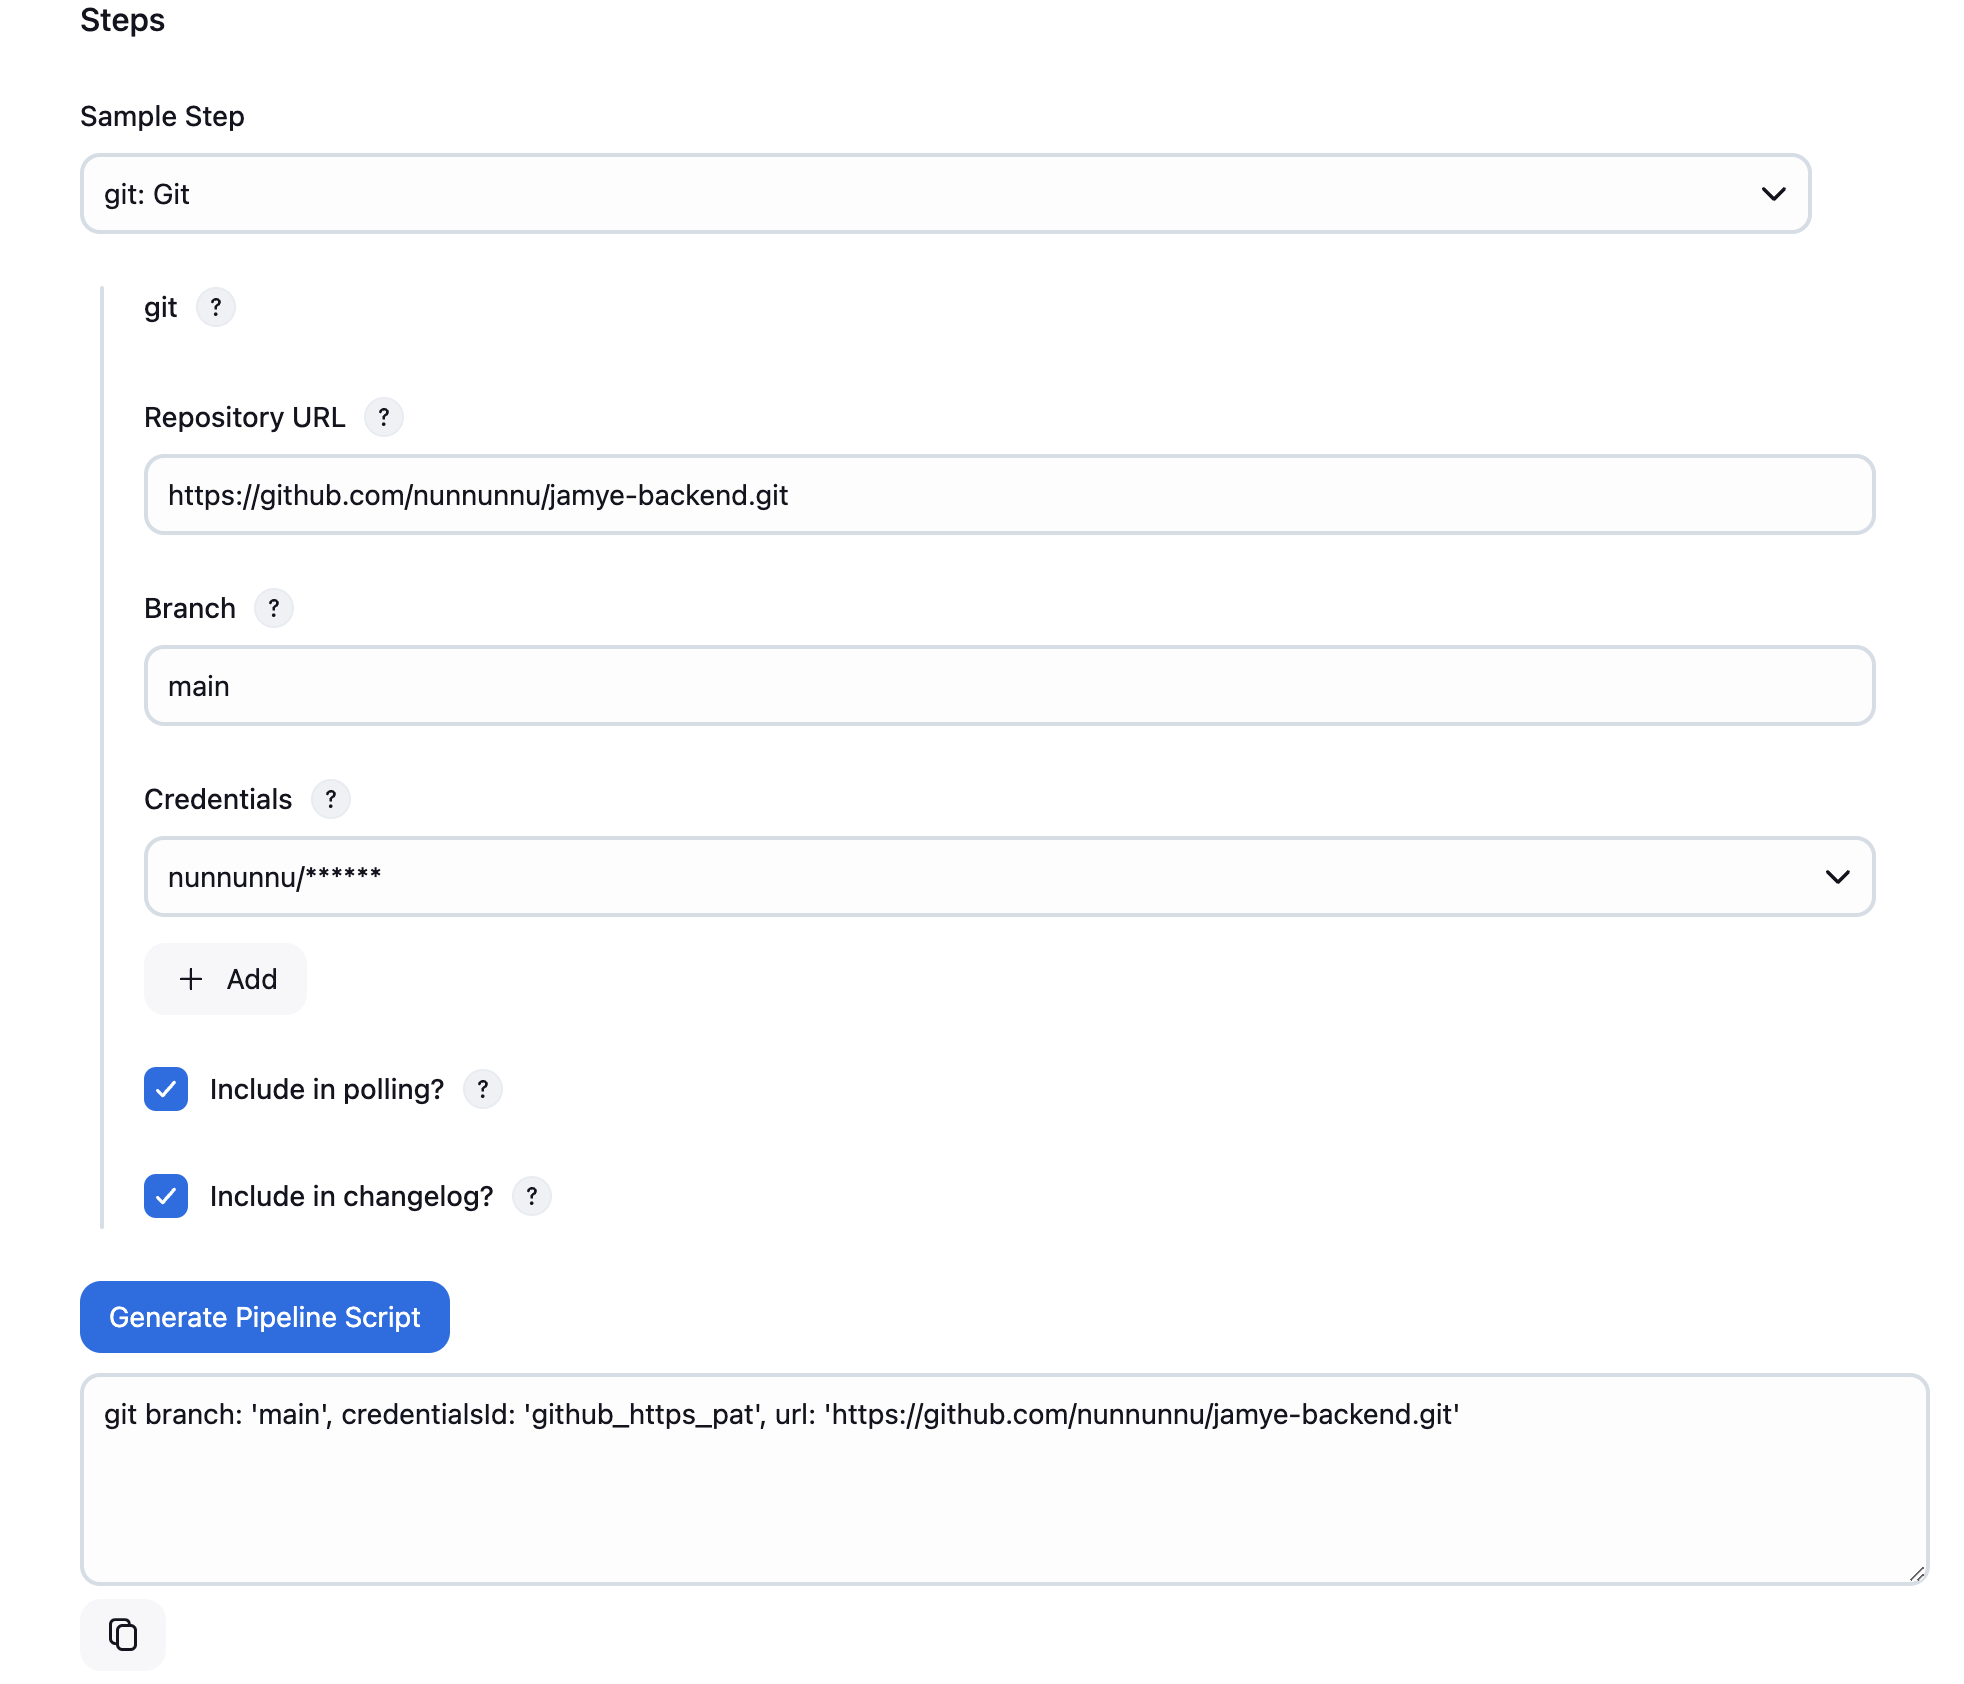 Steps
Sample Step
git: Git
git ?
Repository URL ?
https://github.com/nunnunnu/jamye-backend.git
Branch ?
main
Credentials ?
nunnunnu/******
+ Add
Include in polling? ?
Include in changelog? ?
Generate Pipeline Script
git branch: 'main', credentialsId: 'github_https_pat', url: 'https://github.com/nunnunnu/jamye-backend.git'